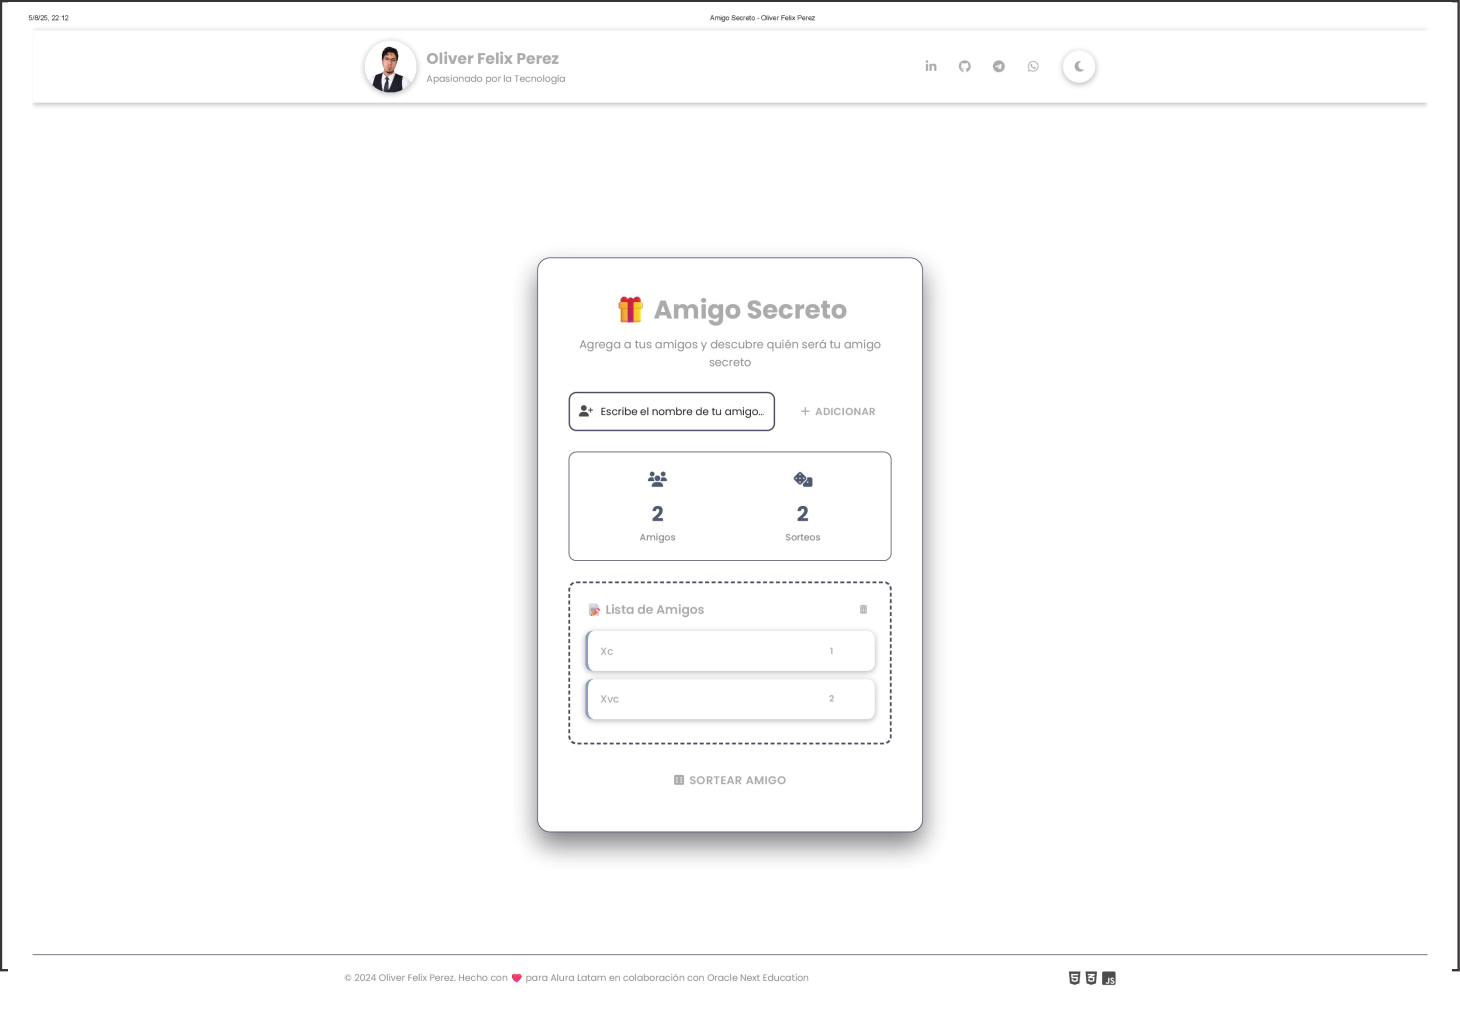 5/8/25, 22:12
Amigo Secreto - Oliver Felix Perez
Oliver Felix Perez
Apasionado por la Tecnología
Amigo Secreto
Agrega a tus amigos y descubre quién será tu amigo
secreto
Escribe el nombre de tu amigo...
ADICIONAR
2
2
Amigos
Sorteos
Lista de Amigos
Xc
1
Xvc
2
SORTEAR AMIGO
© 2024 Oliver Felix Perez. Hecho con para Alura Latam en colaboración con Oracle Next Education